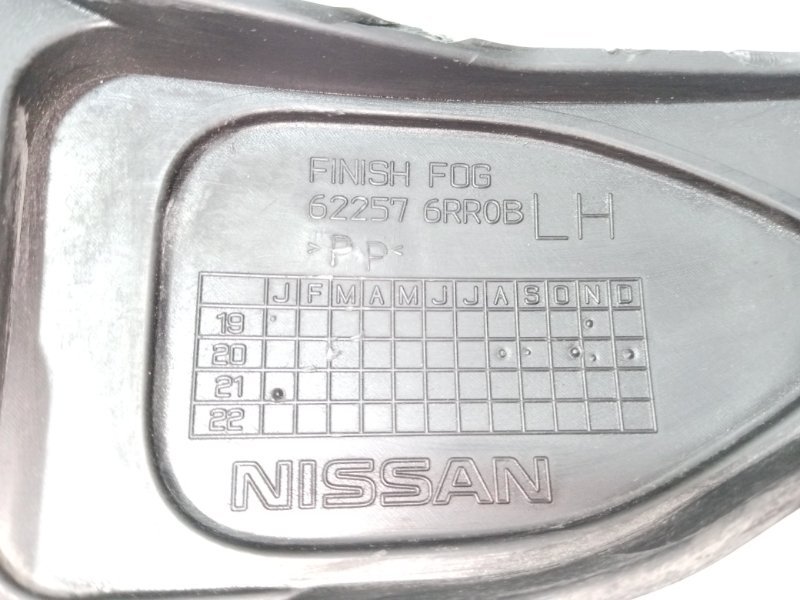 FINISH FOG
62257 6RR0B LH
>PP<
J F M A M J J A S O N D
19
20
21
22
NISSAN